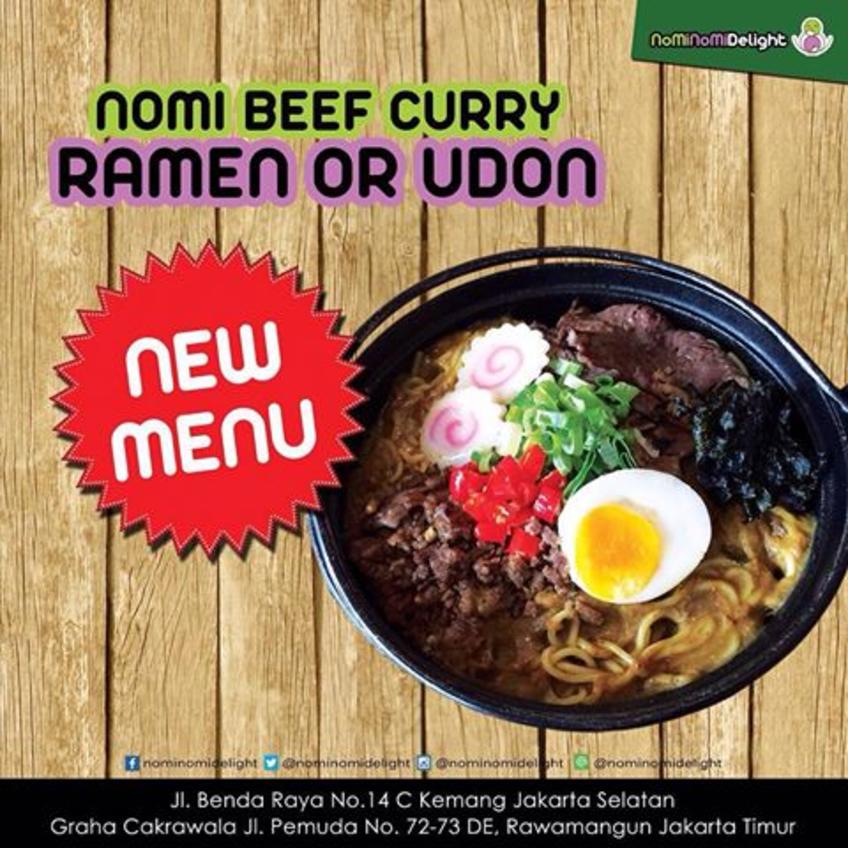 nomiNomiDelight
NOMI BEEF CURRY
RAMEN OR UDON
NEW
MENU
nominomidelight @nominomidelight @nominomidelight @nominomidelight
Jl. Benda Raya No.14 C Kemang Jakarta Selatan
Graha Cakrawala Jl. Pemuda No. 72-73 DE, Rawamangun Jakarta Timur